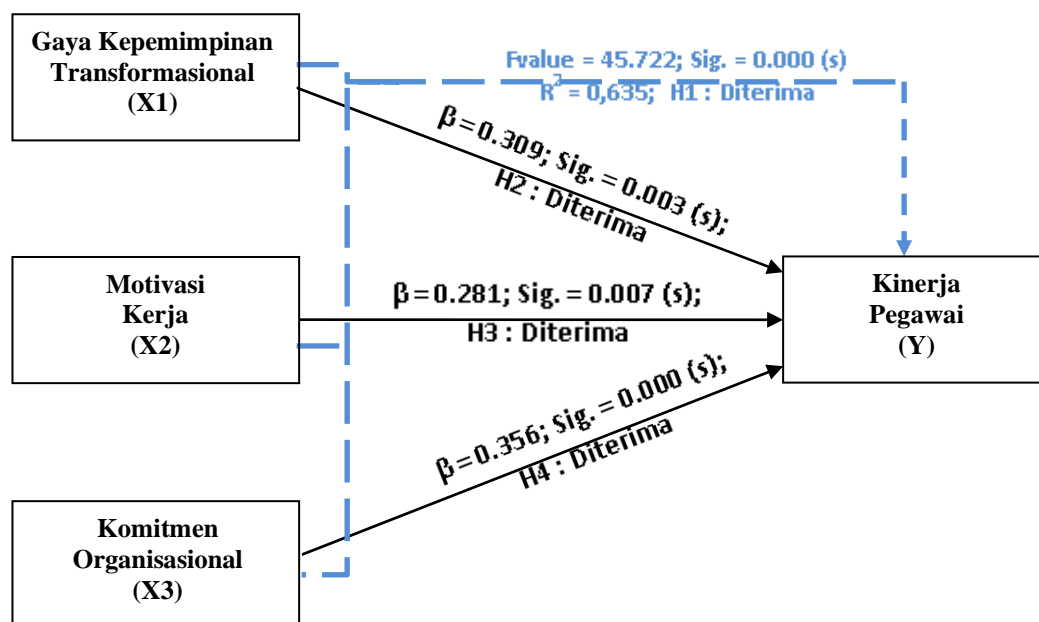 Gaya Kepemimpinan
Transformasional
(X1)
Fvalue = 45.722; Sig. = 0.000 (s)
R² = 0,635; H1 : Diterima
β = 0.309; Sig. = 0.003 (s);
H2 : Diterima
Motivasi
Kerja
(X2)
β = 0.281; Sig. = 0.007 (s);
H3 : Diterima
Kinerja
Pegawai
(Y)
β = 0.356; Sig. = 0.000 (s);
H4 : Diterima
Komitmen
Organisasional
(X3)